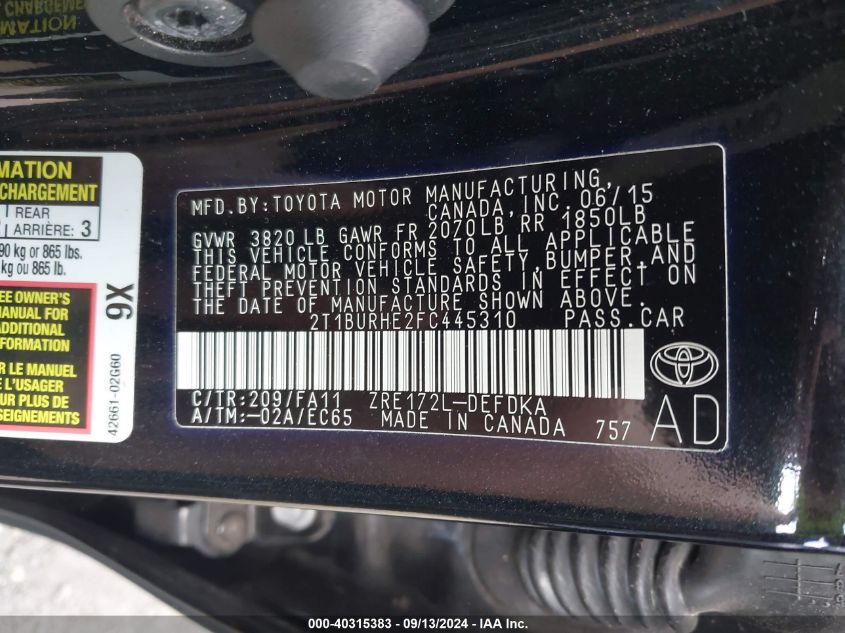 CHARGEME
MATION:
MATION
CHARGEMENT
REAR
ARRIÈRE: 3
90 kg or 865 lbs.
kg ou 865 lb.
EE OWNER'S
MANUAL FOR
ADDITIONAL
FORMATION
r LE MANUEL
E L'USAGER
UR PLUS DE
SEIGNEMENTS
9X
42661-02G60
MFD.BY:TOYOTA MOTOR MANUFACTURING,
CANADA,INC.06/15
GVWR 3820 LB GAWR FR 2070LB RR 1850LB
THIS VEHICLE CONFORMS TO ALL APPLICABLE
FEDERAL MOTOR VEHICLE SAFETY,BUMPER,AND
THEFT PREVENTION STANDARDS IN EFFECT ON
THE DATE OF MANUFACTURE SHOWN ABOVE.
2T1BURHE2FC445310 PASS.CAR
C/TR:209/FA11 ZRE172L-DEFDKA
A/TM:-02A/EC65 MADE IN CANADA 757
AD
000-40315383 - 09/13/2024 - IAA Inc.